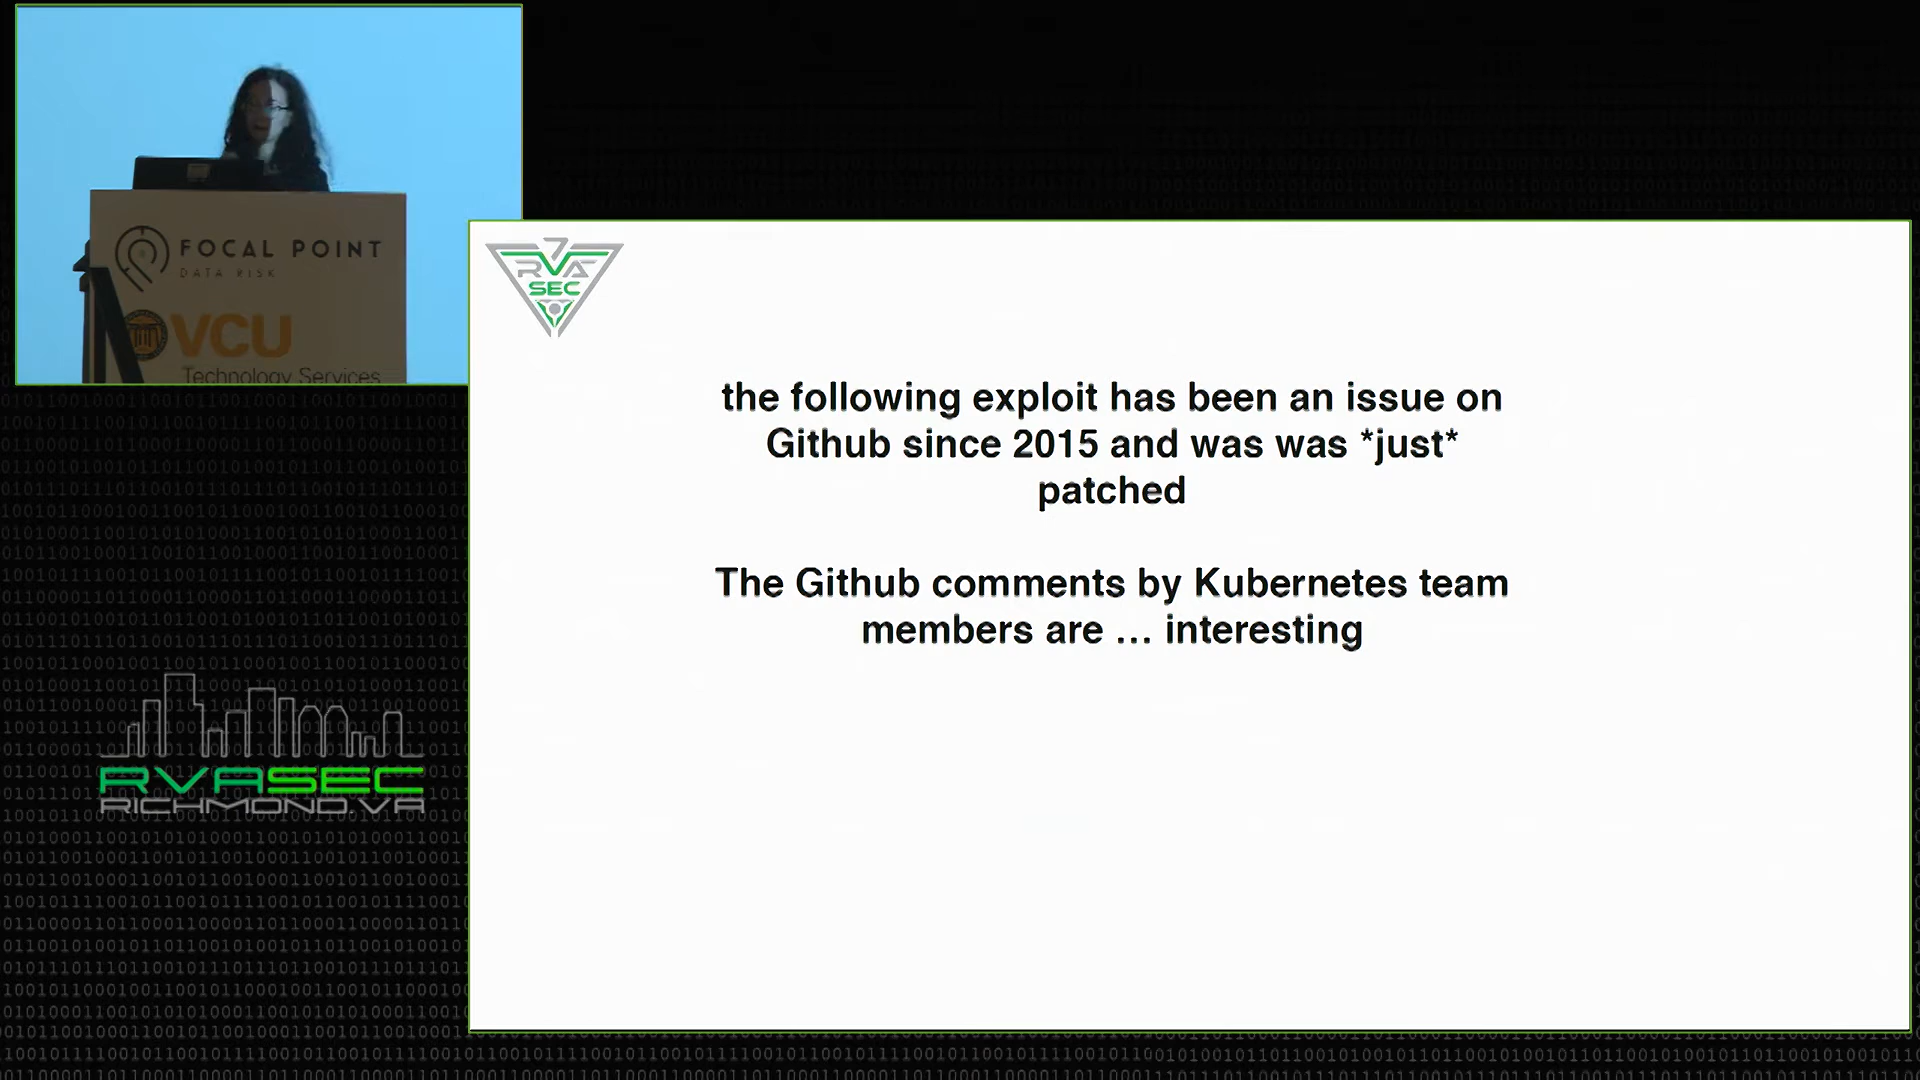 FOCAL POINT
DATA RISK
VCU
Technology Services
7
RVA
SEC
the following exploit has been an issue on
Github since 2015 and was was *just*
patched
The Github comments by Kubernetes team
members are … interesting
RVASEC
RICHMOND.VA